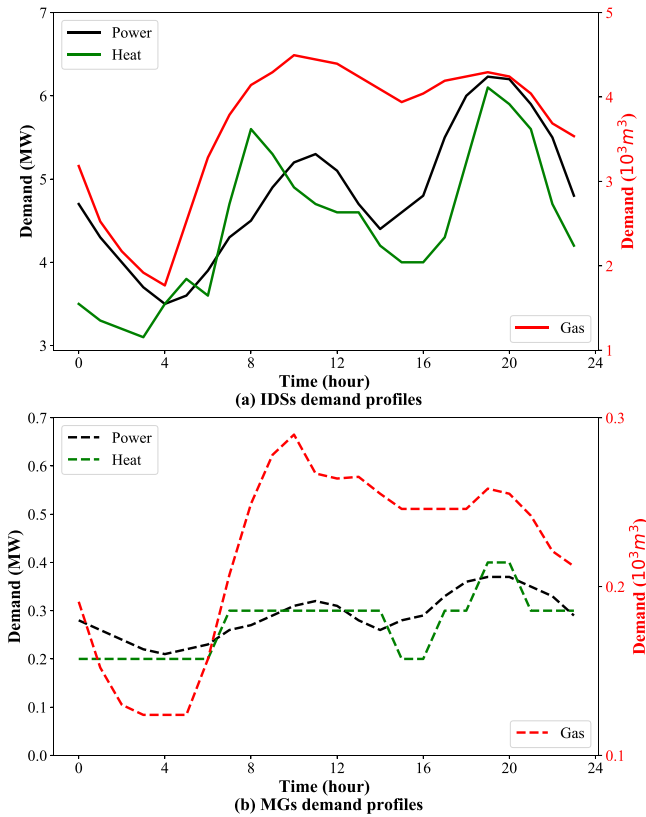 7
6
5
4
3
Demand (MW)
Power
Heat
Gas
5
4
3
2
1
Demand (10³m³)
0 4 8 12 16 20 24
Time (hour)
(a) IDSs demand profiles
0.7
0.6
0.5
0.4
0.3
0.2
0.1
0.0
Demand (MW)
Power
Heat
Gas
0.3
0.2
0.1
Demand (10³m³)
0 4 8 12 16 20 24
Time (hour)
(b) MGs demand profiles